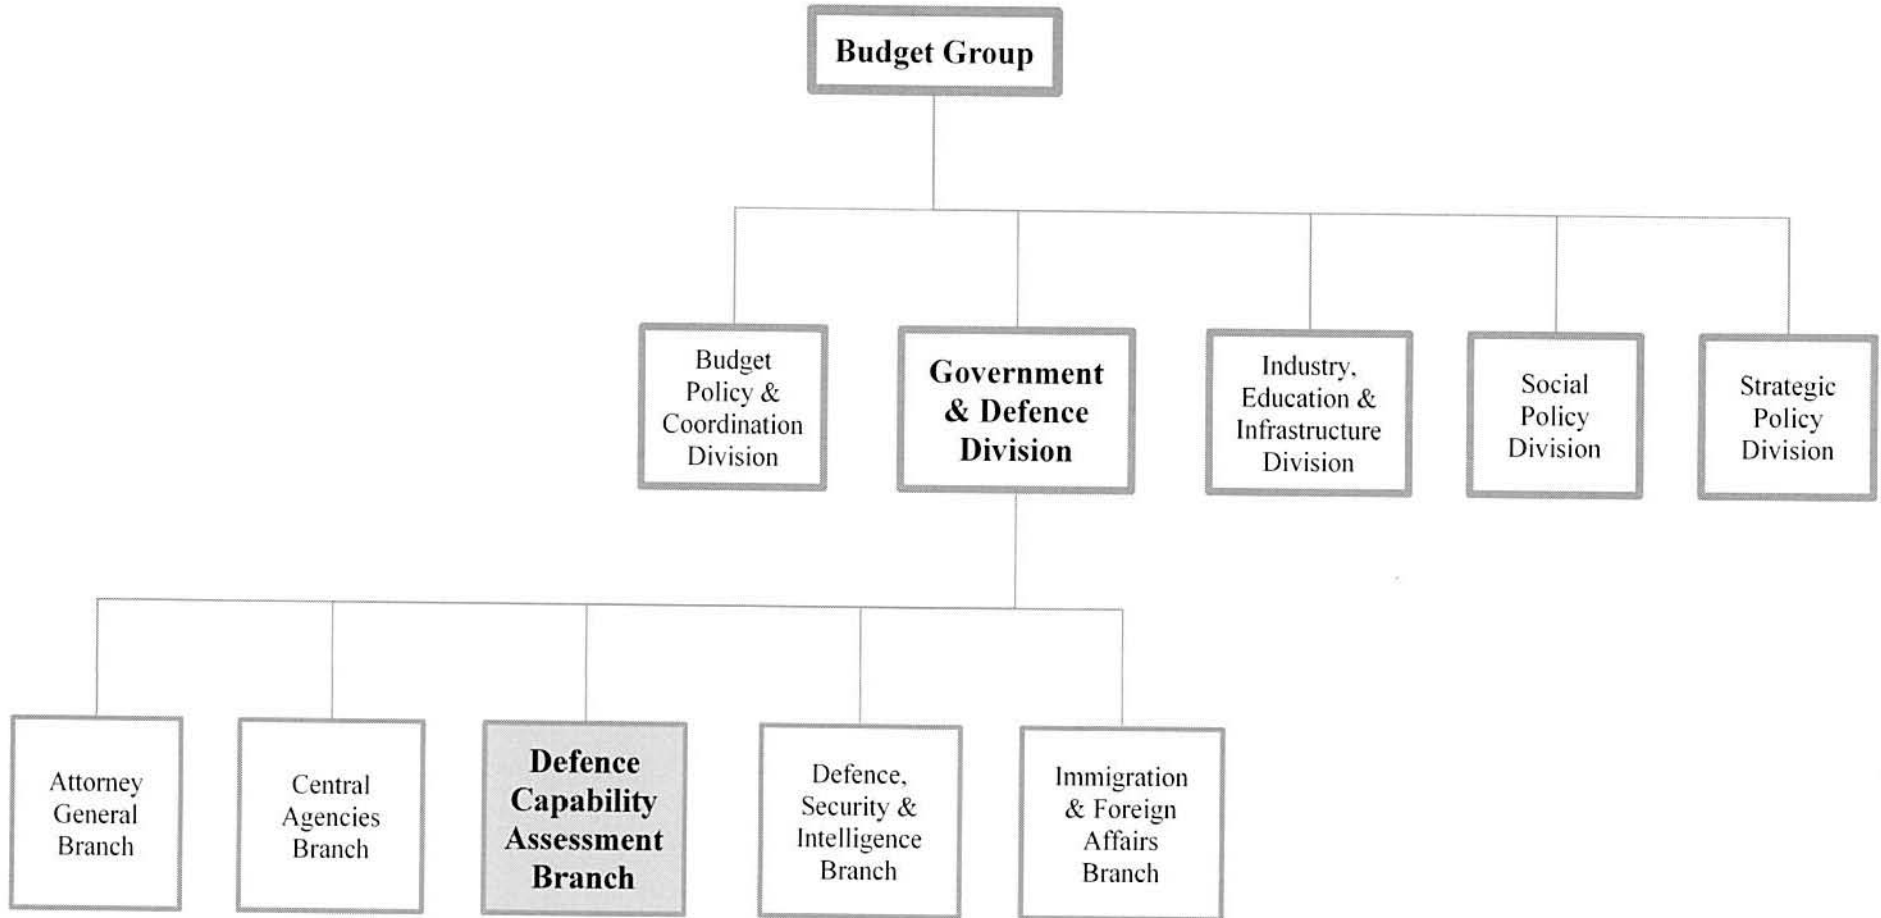 Budget Group
Budget
Policy &
Coordination
Division
Government
& Defence
Division
Industry,
Education &
Infrastructure
Division
Social
Policy
Division
Strategic
Policy
Division
Attorney
General
Branch
Central
Agencies
Branch
Defence
Capability
Assessment
Branch
Defence,
Security &
Intelligence
Branch
Immigration
& Foreign
Affairs
Branch